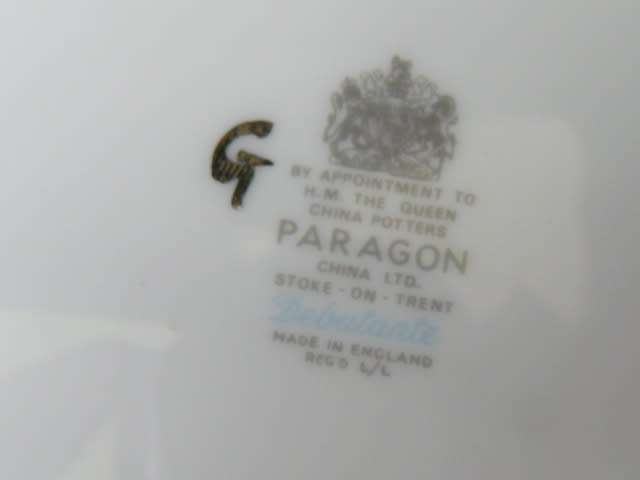 G
BY APPOINTMENT TO
H.M. THE QUEEN
CHINA POTTERS
PARAGON
CHINA LTD.
STOKE - ON - TRENT
Debutante
MADE IN ENGLAND
REG'D